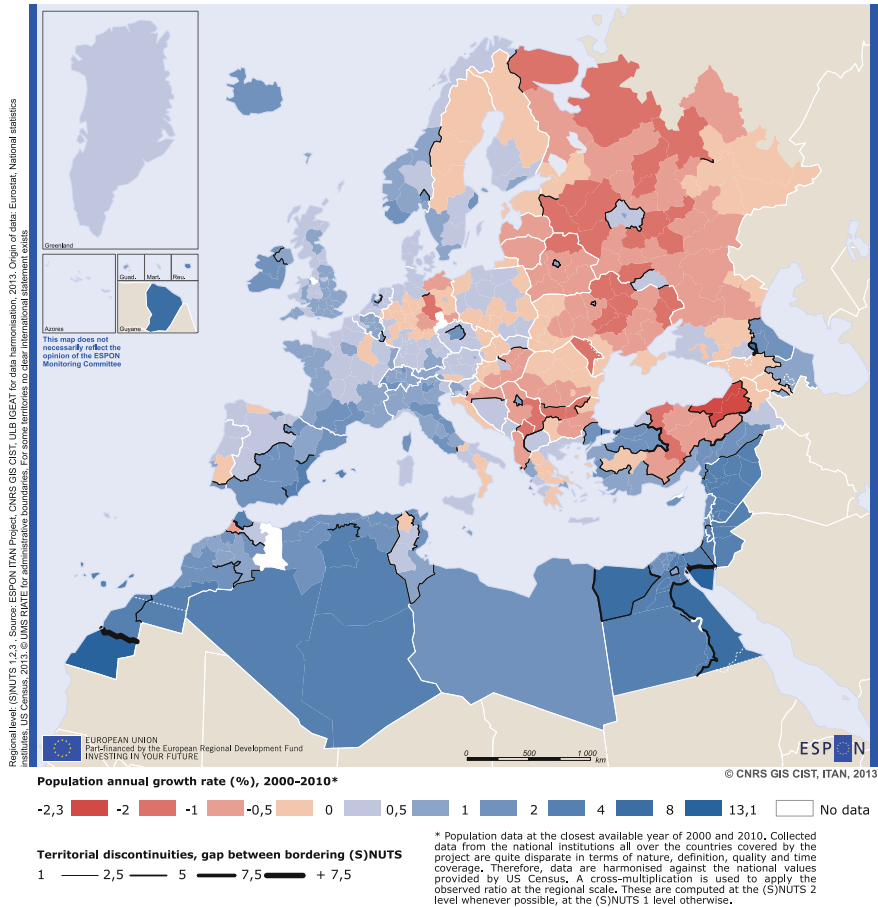 Regional level: (S)NUTS 1,2,3 . Source: ESPON ITAN Project, CNRS GIS CIST, ULB IGEAT for data harmonisation, 2013. Origin of data: Eurostat, National statistics
institutes, US Census, 2013. © UMS RIATE for administrative boundaries, For some territories no clear international statement exists
Greenland
Azores
Guad.
Mart.
Reu.
Guyane
This map does not
necessarily reflect the
opinion of the ESPON
Monitoring Committee
EUROPEAN UNION
Part-financed by the European Regional Development Fund
INVESTING IN YOUR FUTURE
0 500 1 000
km
ESPON
© CNRS GIS CIST, ITAN, 2013
Population annual growth rate (%), 2000-2010*
-2,3 -2 -1 -0,5 0 0,5 1 2 4 8 13,1 No data
Territorial discontinuities, gap between bordering (S)NUTS
1 2,5 5 7,5 + 7,5
* Population data at the closest available year of 2000 and 2010. Collected
data from the national institutions all over the countries covered by the
project are quite disparate in terms of nature, definition, quality and time
coverage. Therefore, data are harmonised against the national values
provided by US Census. A cross-multiplication is used to apply the
observed ratio at the regional scale. These are computed at the (S)NUTS 2
level whenever possible, at the (S)NUTS 1 level otherwise.